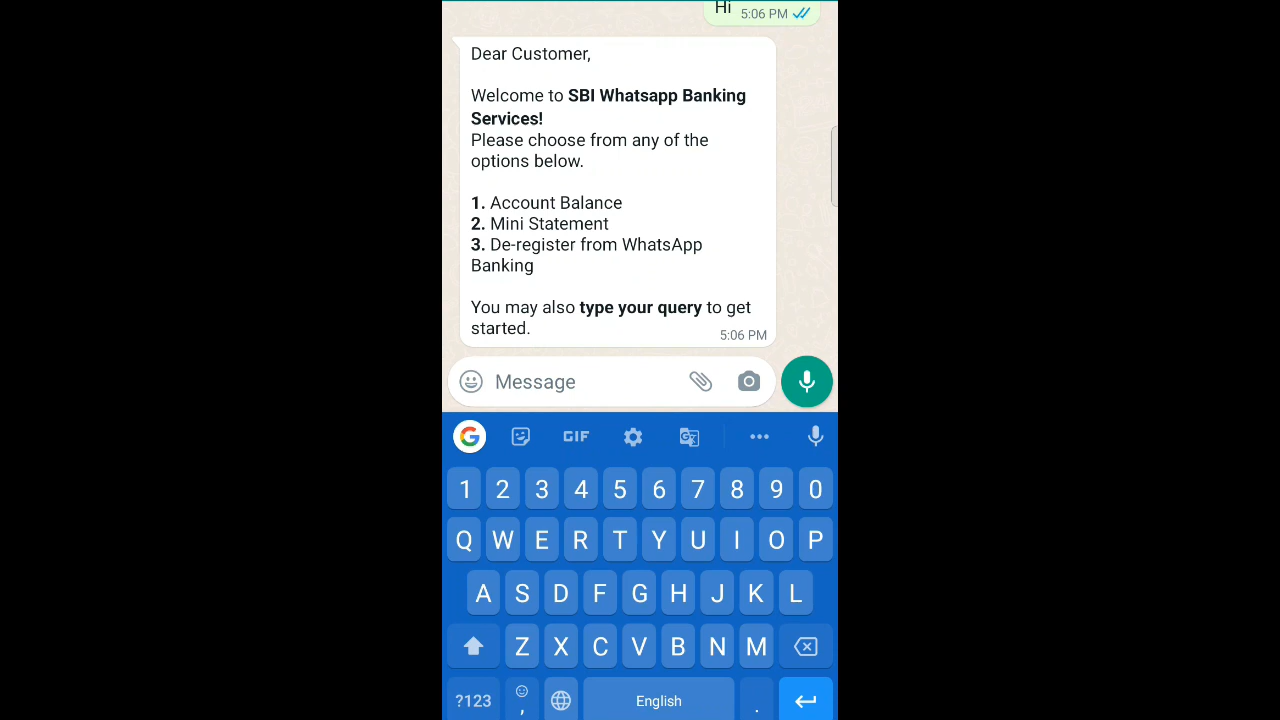 Hi 5:06 PM
Dear Customer,
Welcome to SBI Whatsapp Banking
Services!
Please choose from any of the
options below.
1. Account Balance
2. Mini Statement
3. De-register from WhatsApp
Banking
You may also type your query to get
started.
5:06 PM
Message
G GIF G
1 2 3 4 5 6 7 8 9 0
Q W E R T Y U I O P
A S D F G H J K L
Z X C V B N M
?123 , English .